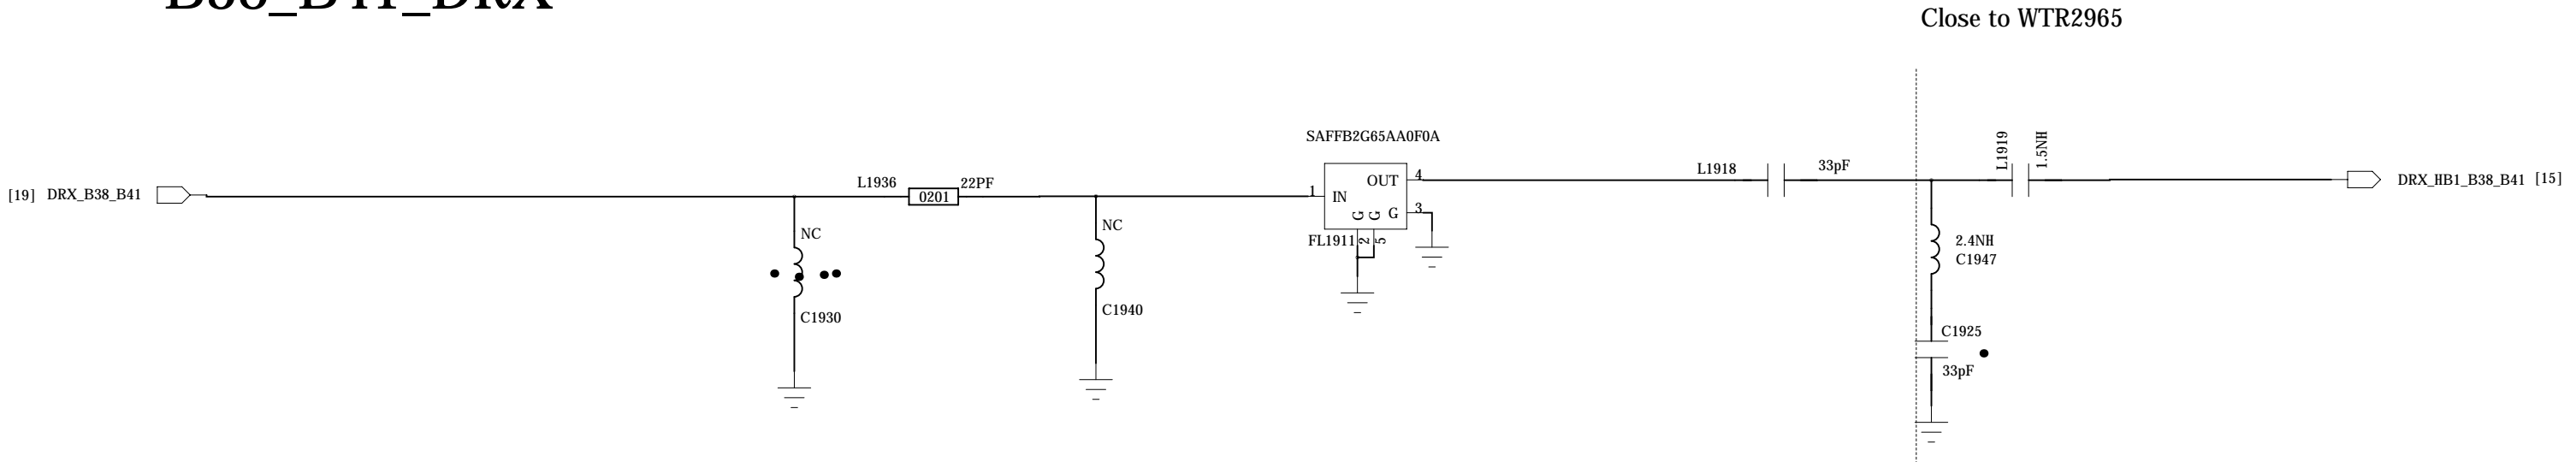 B38_B41_DRX
Close to WTR2965
[19] DRX_B38_B41
L1936
22PF
0201
NC
C1930
NC
C1940
SAFFB2G65AA0F0A
1
IN
OUT
4
G
G
G
3
FL1911
2
5
L1918
33pF
L1919
1.5NH
DRX_HB1_B38_B41 [15]
2.4NH
C1947
C1925
33pF